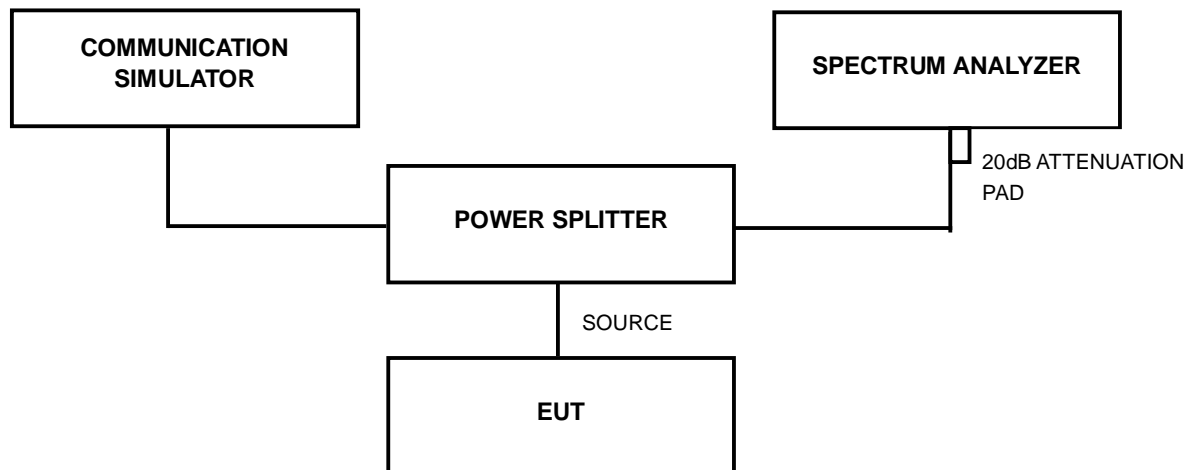 COMMUNICATION
SIMULATOR
SPECTRUM ANALYZER
20dB ATTENUATION
PAD
POWER SPLITTER
SOURCE
EUT